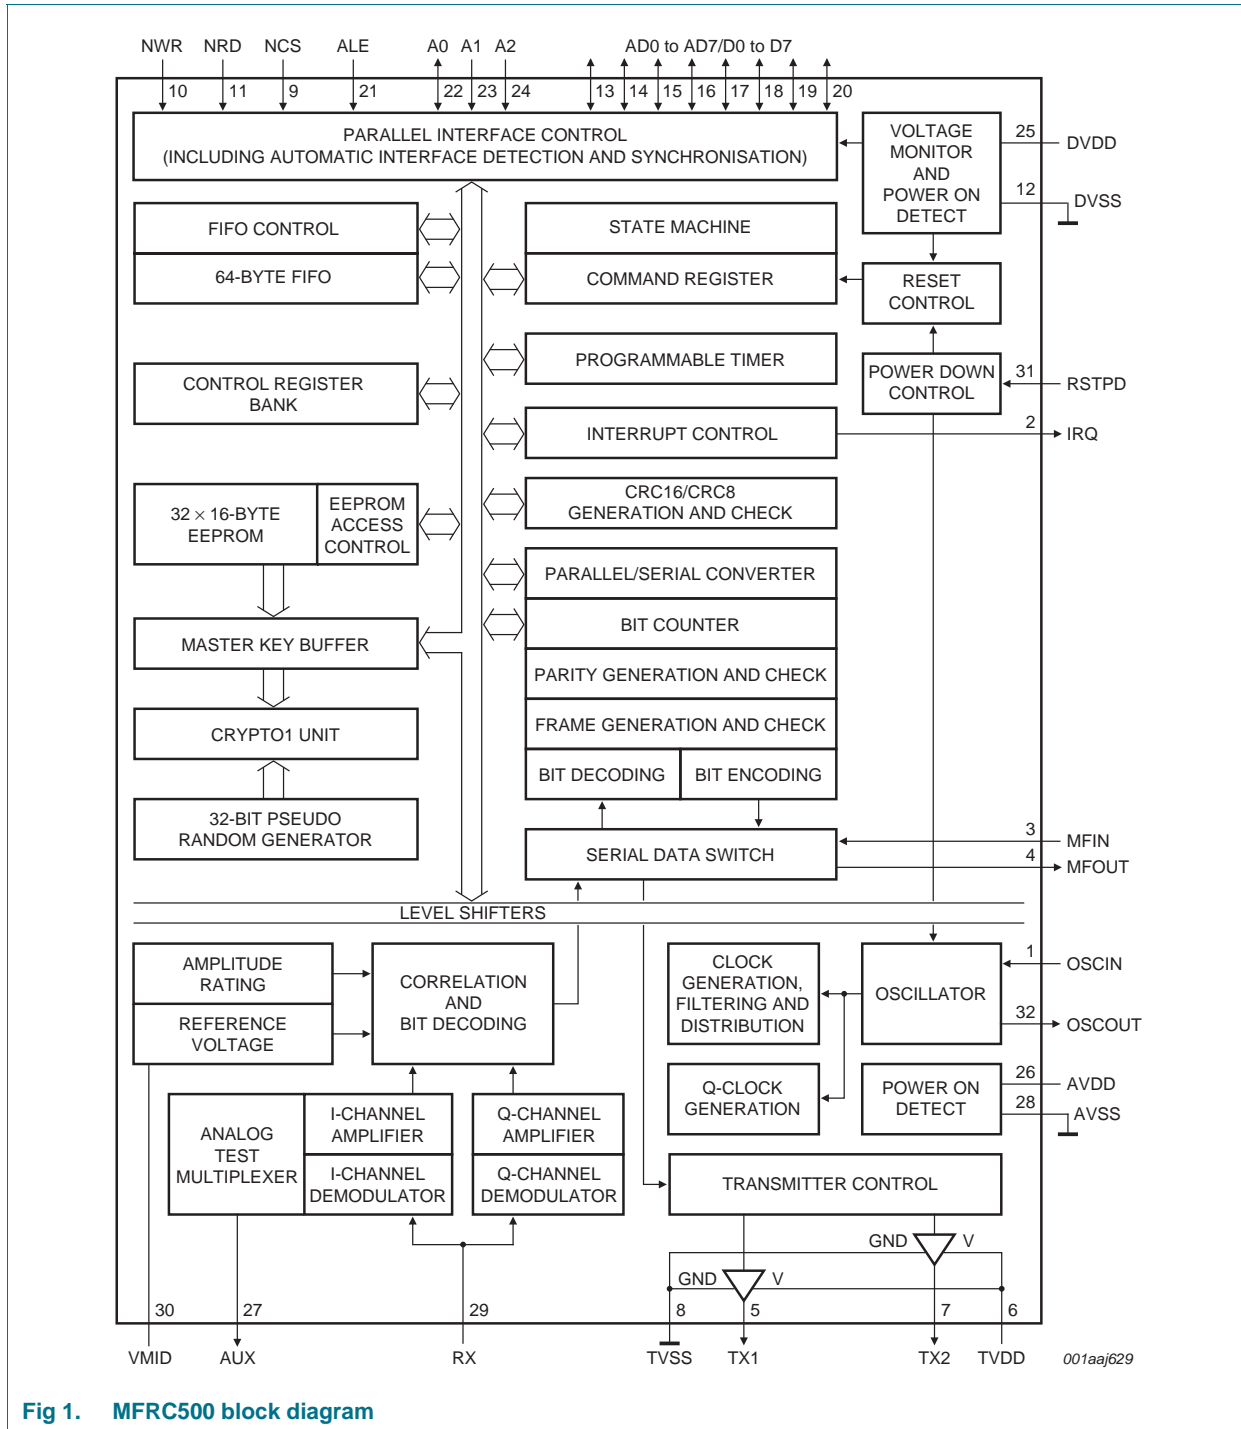 NWR NRD NCS ALE A0 A1 A2 AD0 to AD7/D0 to D7
10 11 9 21 22 23 24 13 14 15 16 17 18 19 20
PARALLEL INTERFACE CONTROL
(INCLUDING AUTOMATIC INTERFACE DETECTION AND SYNCHRONISATION)
VOLTAGE
MONITOR
AND
POWER ON
DETECT
25
DVDD
12
DVSS
FIFO CONTROL
64-BYTE FIFO
STATE MACHINE
COMMAND REGISTER
RESET
CONTROL
PROGRAMMABLE TIMER
POWER DOWN
CONTROL
31
RSTPD
CONTROL REGISTER
BANK
INTERRUPT CONTROL
2
IRQ
32 × 16-BYTE
EEPROM
EEPROM
ACCESS
CONTROL
CRC16/CRC8
GENERATION AND CHECK
PARALLEL/SERIAL CONVERTER
MASTER KEY BUFFER
BIT COUNTER
PARITY GENERATION AND CHECK
CRYPTO1 UNIT
FRAME GENERATION AND CHECK
BIT DECODING
BIT ENCODING
32-BIT PSEUDO
RANDOM GENERATOR
SERIAL DATA SWITCH
3
MFIN
4
MFOUT
LEVEL SHIFTERS
AMPLITUDE
RATING
REFERENCE
VOLTAGE
CORRELATION
AND
BIT DECODING
CLOCK
GENERATION,
FILTERING AND
DISTRIBUTION
OSCILLATOR
1
OSCIN
32
OSCOUT
Q-CLOCK
GENERATION
POWER ON
DETECT
26
AVDD
28
AVSS
ANALOG
TEST
MULTIPLEXER
I-CHANNEL
AMPLIFIER
I-CHANNEL
DEMODULATOR
Q-CHANNEL
AMPLIFIER
Q-CHANNEL
DEMODULATOR
TRANSMITTER CONTROL
GND V
GND V
30 27 29 8 5 7 6
VMID AUX RX TVSS TX1 TX2 TVDD 001aaj629
Fig 1. MFRC500 block diagram